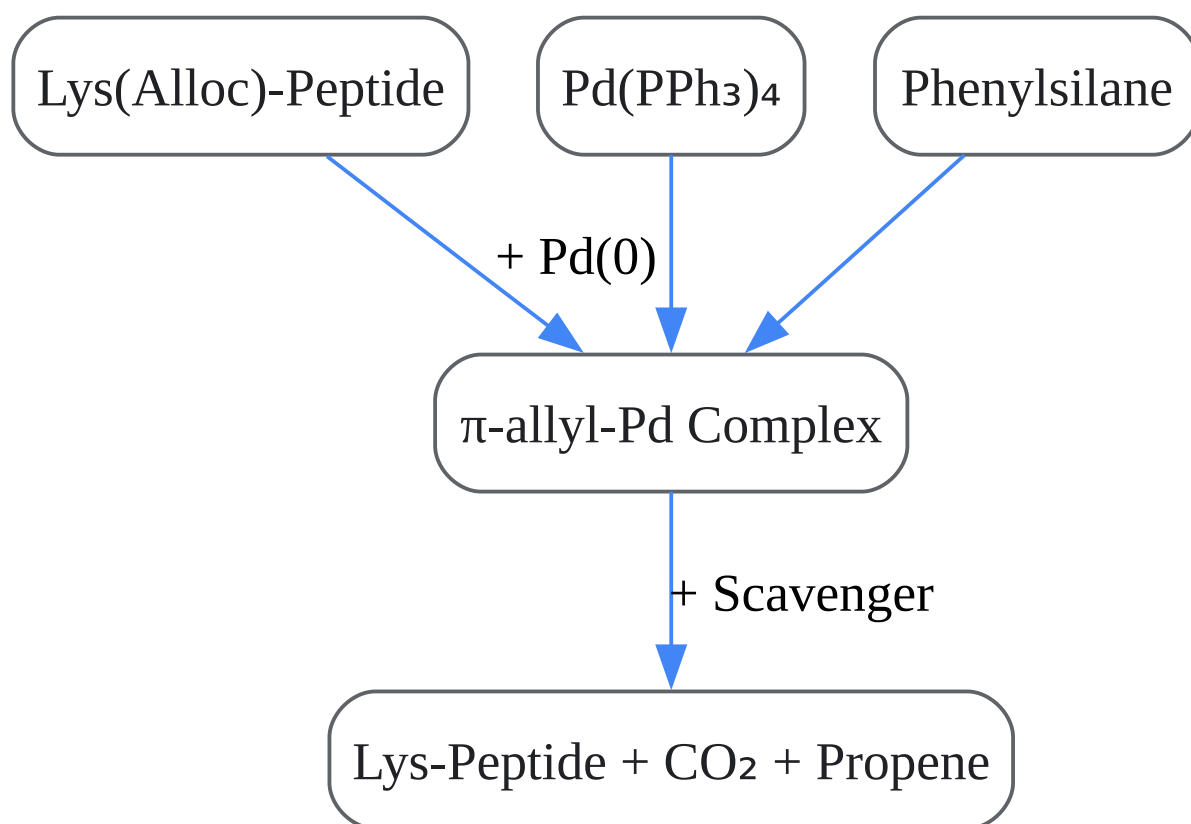 Lys(Alloc)-Peptide
Pd(PPh₃)₄
Phenylsilane
+ Pd(0)
π-allyl-Pd Complex
+ Scavenger
Lys-Peptide + CO₂ + Propene